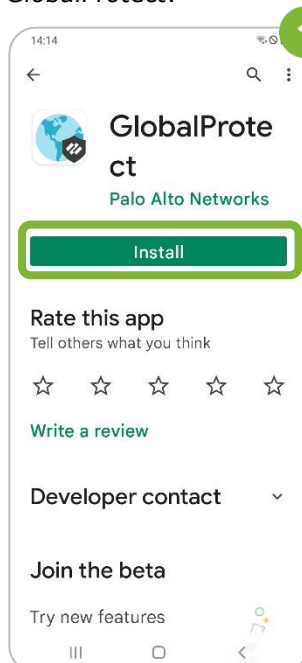 GlobalProtect.
14:14
GlobalProte
ct
Palo Alto Networks
Install
Rate this app
Tell others what you think
Write a review
Developer contact
Join the beta
Try new features